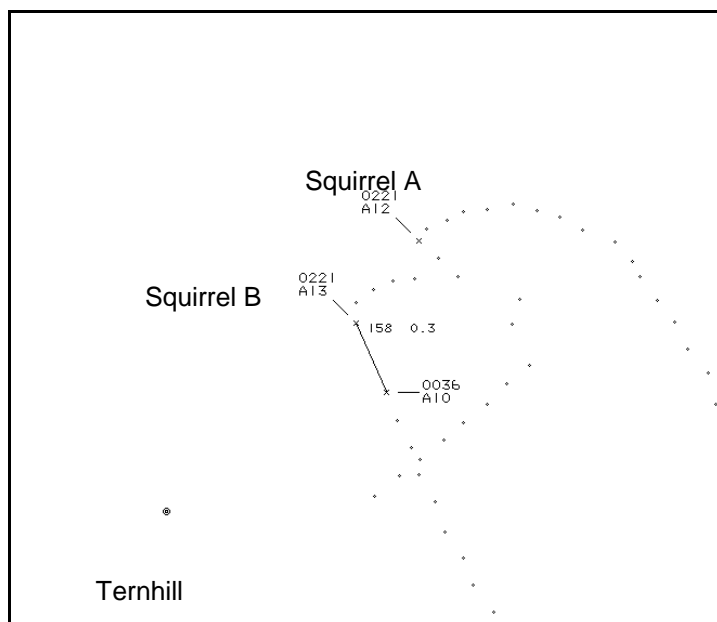 Squirrel A
0221
A12
0221
A13
Squirrel B
158 0.3
0036
A10
Ternhill